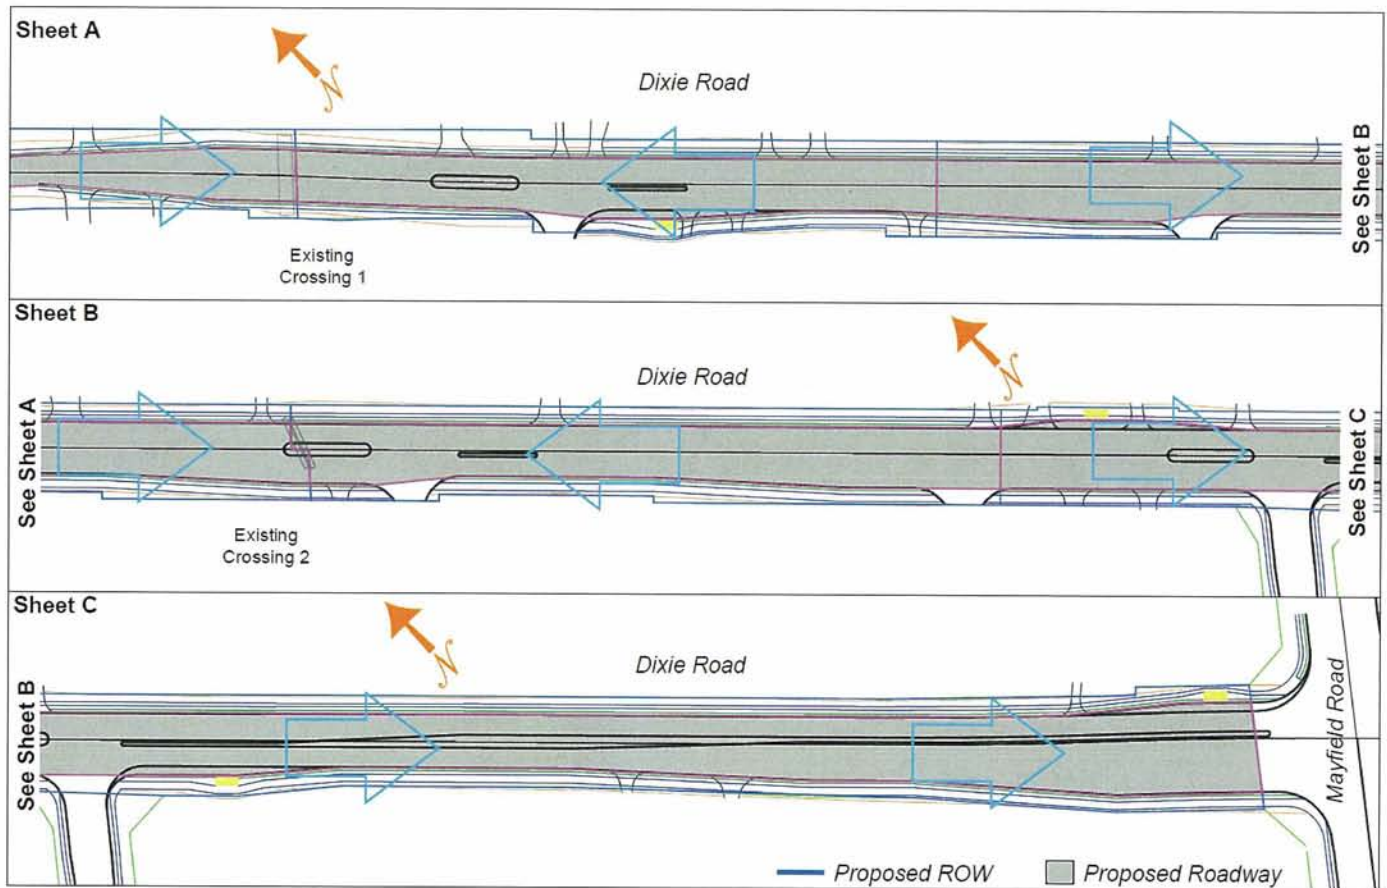 Sheet A
N
Dixie Road
See Sheet B
Existing
Crossing 1
Sheet B
N
Dixie Road
See Sheet A
See Sheet C
Existing
Crossing 2
Sheet C
N
Dixie Road
See Sheet B
Mayfield Road
Proposed ROW
Proposed Roadway